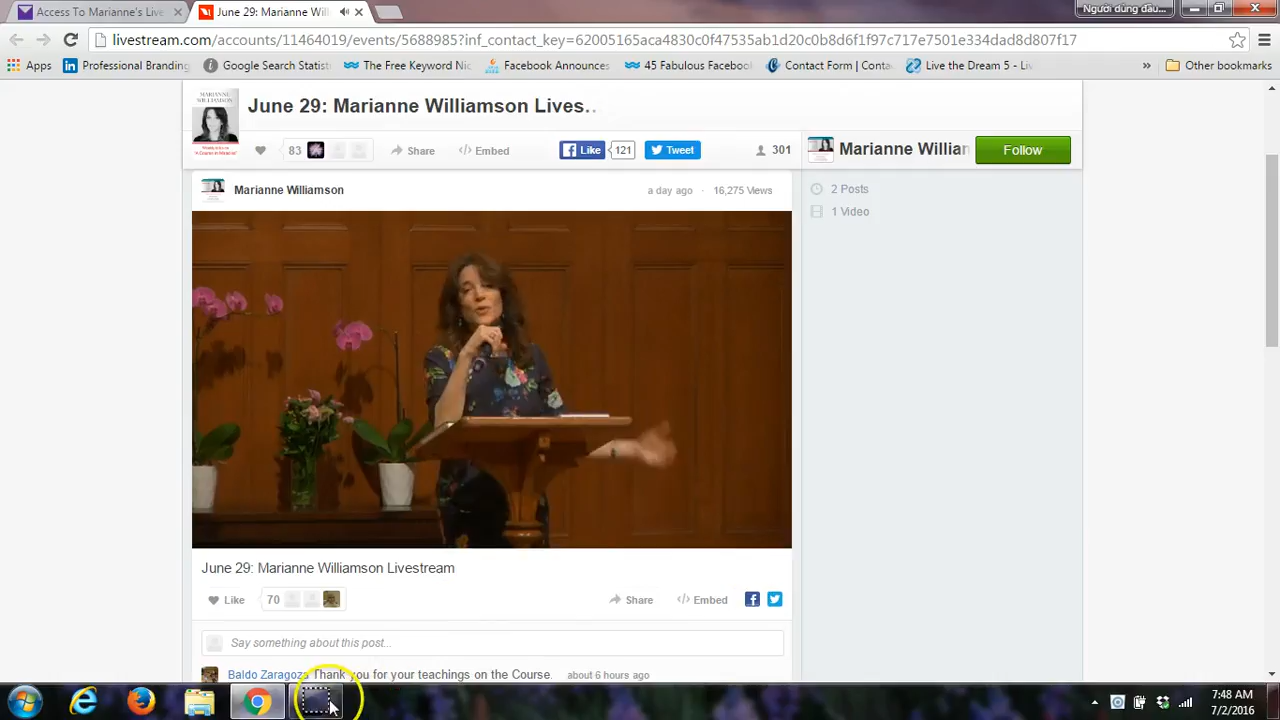 Access To Marianne's Live
June 29: Marianne Will
Người dùng đầu...
livestream.com/accounts/11464019/events/5688985?inf_contact_key=62005165aca4830c0f47535ab1d20c0b8d6f1f97c717e7501e334dad8d807f17
Apps Professional Branding Google Search Statist The Free Keyword Nic Facebook Announces 45 Fabulous Facebook Contact Form | Conta Live the Dream 5 - Liv » Other bookmarks
MARIANNE
WILLIAMSON
June 29: Marianne Williamson Lives..
83 Share Embed Like 121 Tweet 301 Marianne Willian Follow
Marianne Williamson a day ago · 16,275 Views
2 Posts
1 Video
June 29: Marianne Williamson Livestream
Like 70 Share Embed
Say something about this post...
Baldo Zaragoza Thank you for your teachings on the Course. about 6 hours ago
7:48 AM
7/2/2016